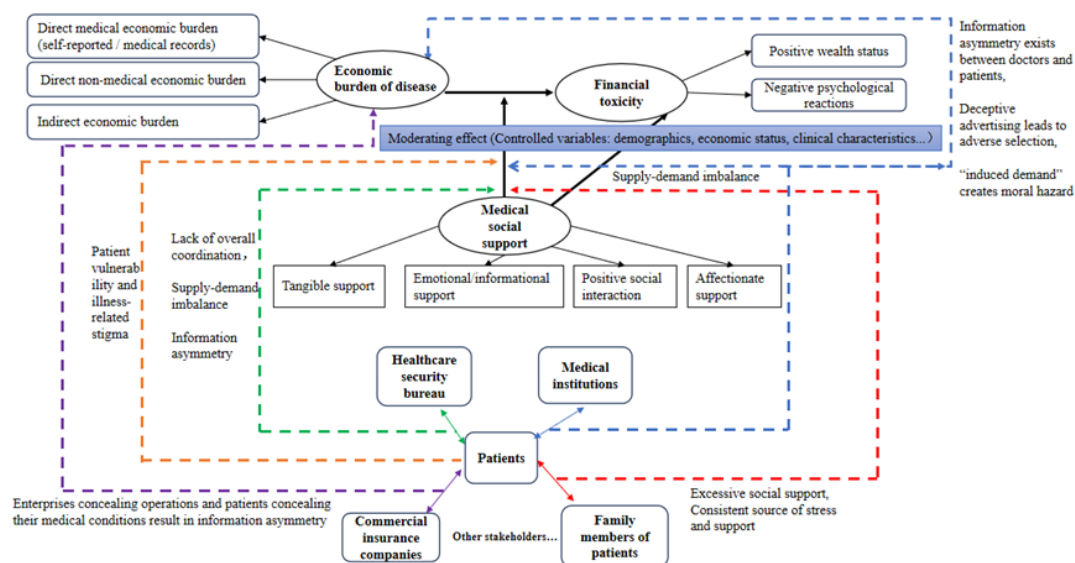 Direct medical economic burden
(self-reported / medical records)
Direct non-medical economic burden
Indirect economic burden
Economic
burden of disease
Financial
toxicity
Positive wealth status
Negative psychological
reactions
Information
asymmetry exists
between doctors and
patients,
Deceptive
advertising leads to
adverse selection,
“induced demand”
creates moral hazard
Moderating effect (Controlled variables: demographics, economic status, clinical characteristics...)
Supply-demand imbalance
Medical
social
support
Patient
vulnerab
ility and
illness-
related
stigma
Lack of overall
coordination，
Supply-demand
imbalance
Information
asymmetry
Tangible support
Emotional/informational
support
Positive social
interaction
Affectionate
support
Healthcare
security
bureau
Medical
institutions
Patients
Enterprises concealing operations and patients concealing
their medical conditions result in information asymmetry
Commercial
insurance
companies
Other stakeholders...
Family
members of
patients
Excessive social support,
Consistent source of stress
and support